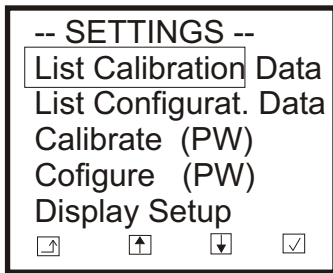 -- SETTINGS --
List Calibration Data
List Configurat. Data
Calibrate (PW)
Cofigure (PW)
Display Setup